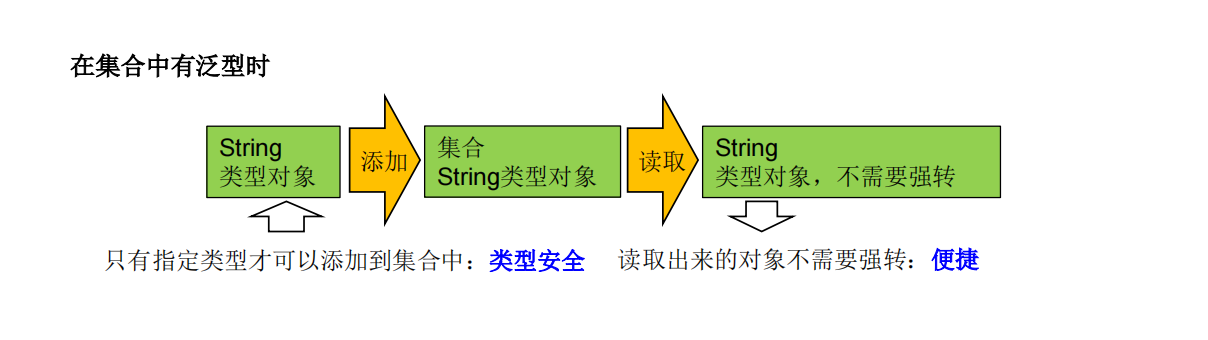 在集合中有泛型时
String
类型对象
添加
集合
String类型对象
读取
String
类型对象，不需要强转
只有指定类型才可以添加到集合中：类型安全
读取出来的对象不需要强转：便捷